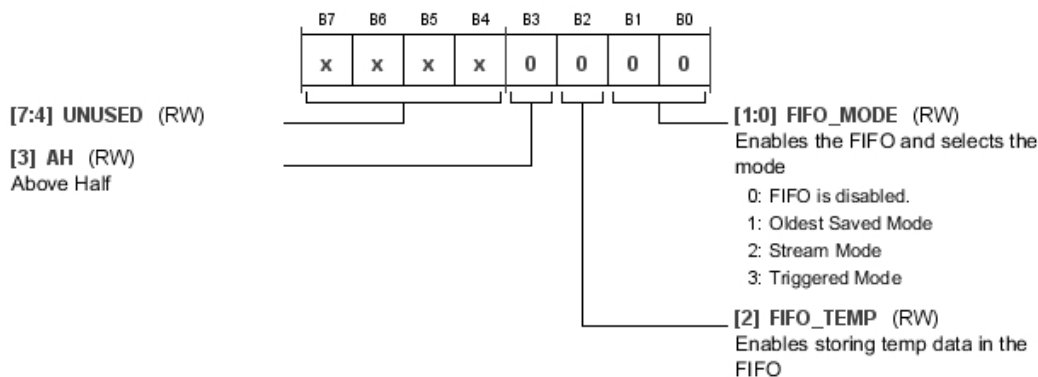 B7 B6 B5 B4 B3 B2 B1 B0
x x x x 0 0 0 0
[7:4] UNUSED (RW)
[3] AH (RW)
Above Half
[1:0] FIFO_MODE (RW)
Enables the FIFO and selects the
mode
0: FIFO is disabled.
1: Oldest Saved Mode
2: Stream Mode
3: Triggered Mode
[2] FIFO_TEMP (RW)
Enables storing temp data in the
FIFO